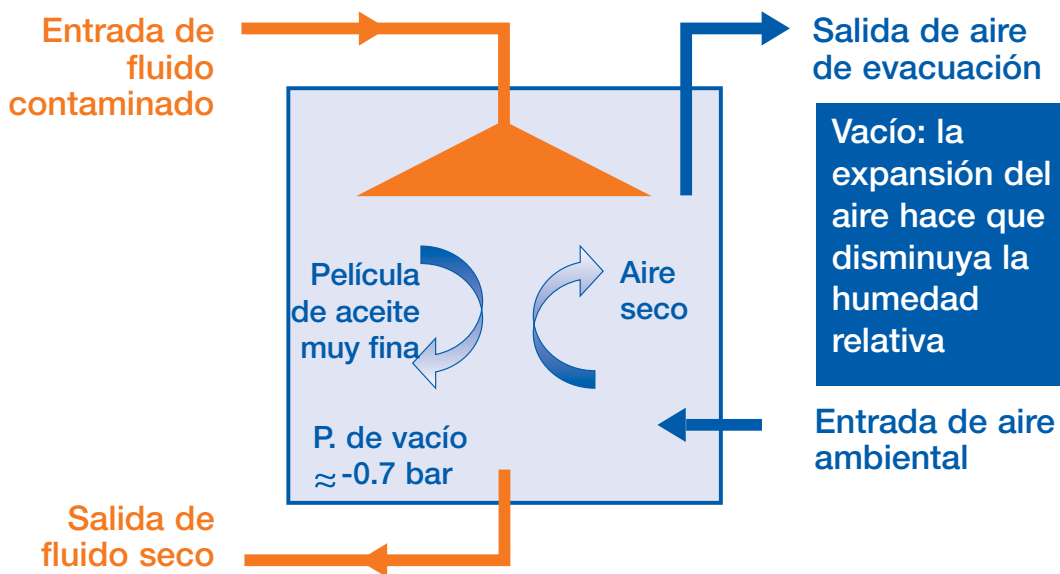 Entrada de
fluido
contaminado
Salida de aire
de evacuación
Vacío: la
expansión del
aire hace que
disminuya la
humedad
relativa
Película
de aceite
muy fina
Aire
seco
P. de vacío
≈ -0.7 bar
Entrada de aire
ambiental
Salida de
fluido seco